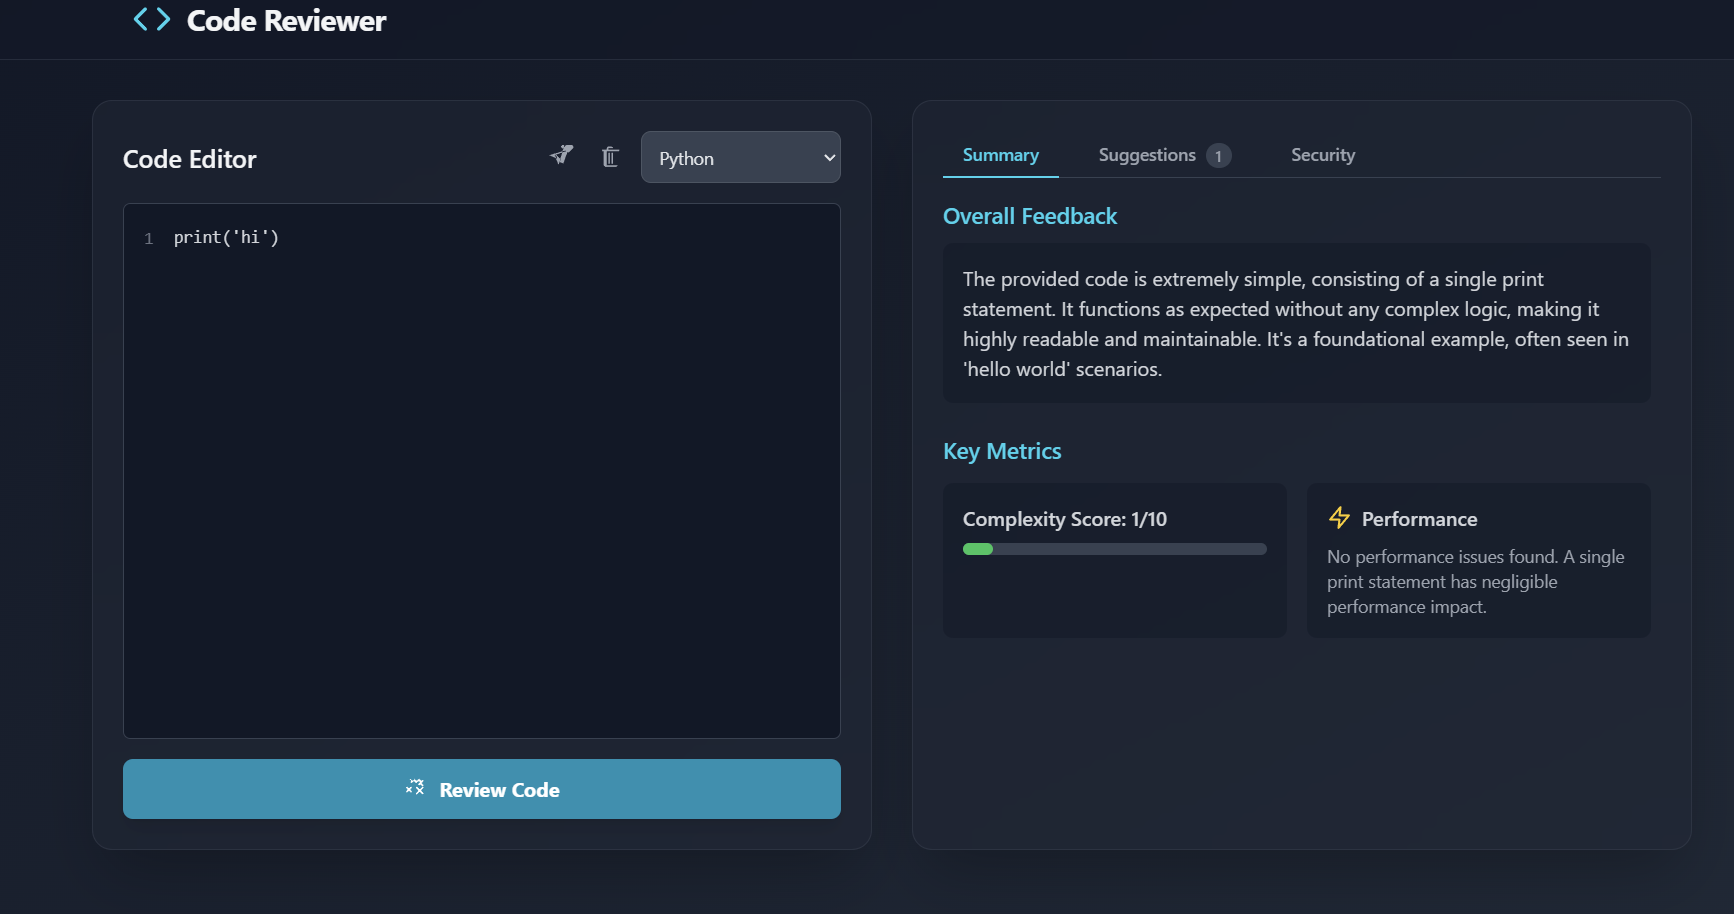 Code Reviewer
Code Editor
Python
1 print('hi')
Review Code
Summary Suggestions 1 Security
Overall Feedback
The provided code is extremely simple, consisting of a single print
statement. It functions as expected without any complex logic, making it
highly readable and maintainable. It's a foundational example, often seen in
'hello world' scenarios.
Key Metrics
Complexity Score: 1/10
Performance
No performance issues found. A single
print statement has negligible
performance impact.